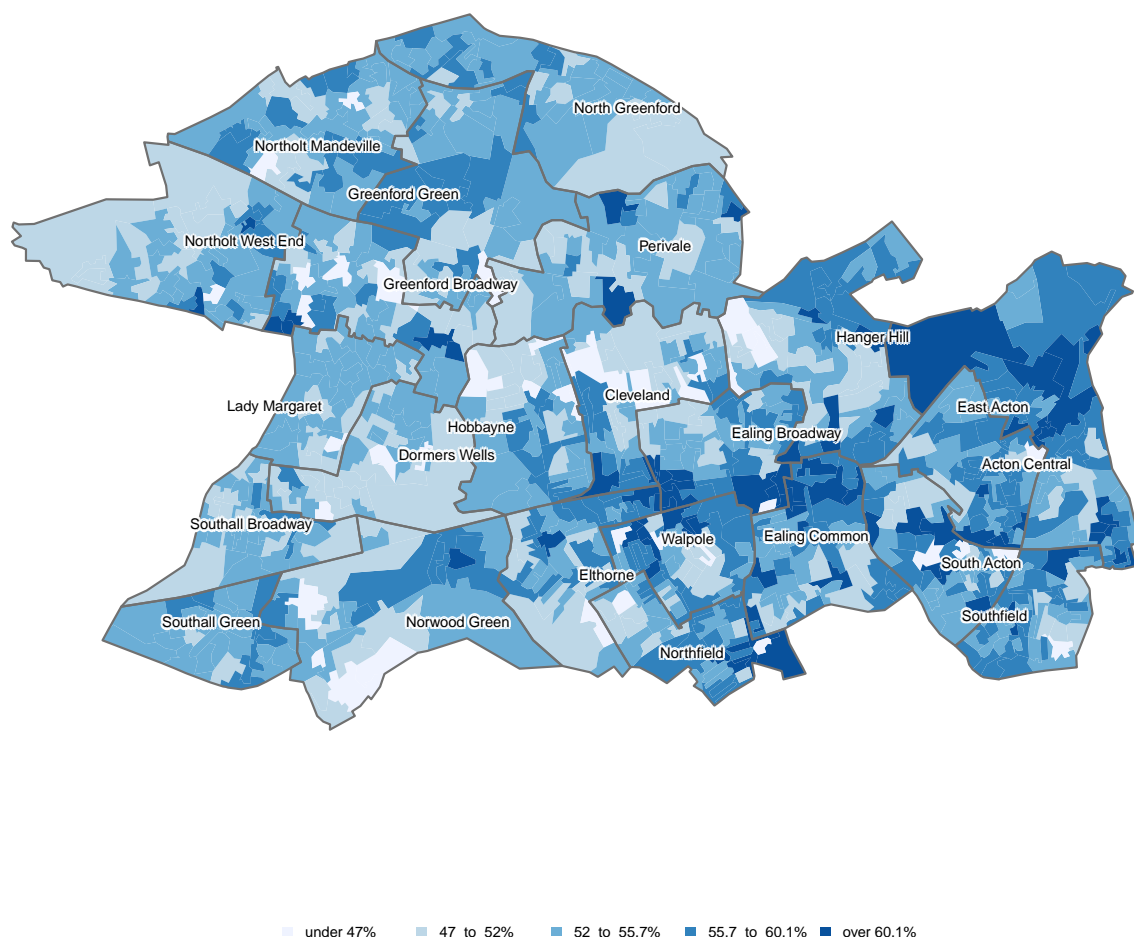 North Greenford
Northolt Mandeville
Greenford Green
Northolt West End
Perivale
Greenford Broadway
Hanger Hill
Cleveland
Lady Margaret
East Acton
Hobbayne
Ealing Broadway
Dormers Wells
Acton Central
Southall Broadway
Walpole
Ealing Common
South Acton
Elthorne
Southall Green
Norwood Green
Southfield
Northfield
under 47% 47 to 52% 52 to 55.7% 55.7 to 60.1% over 60.1%